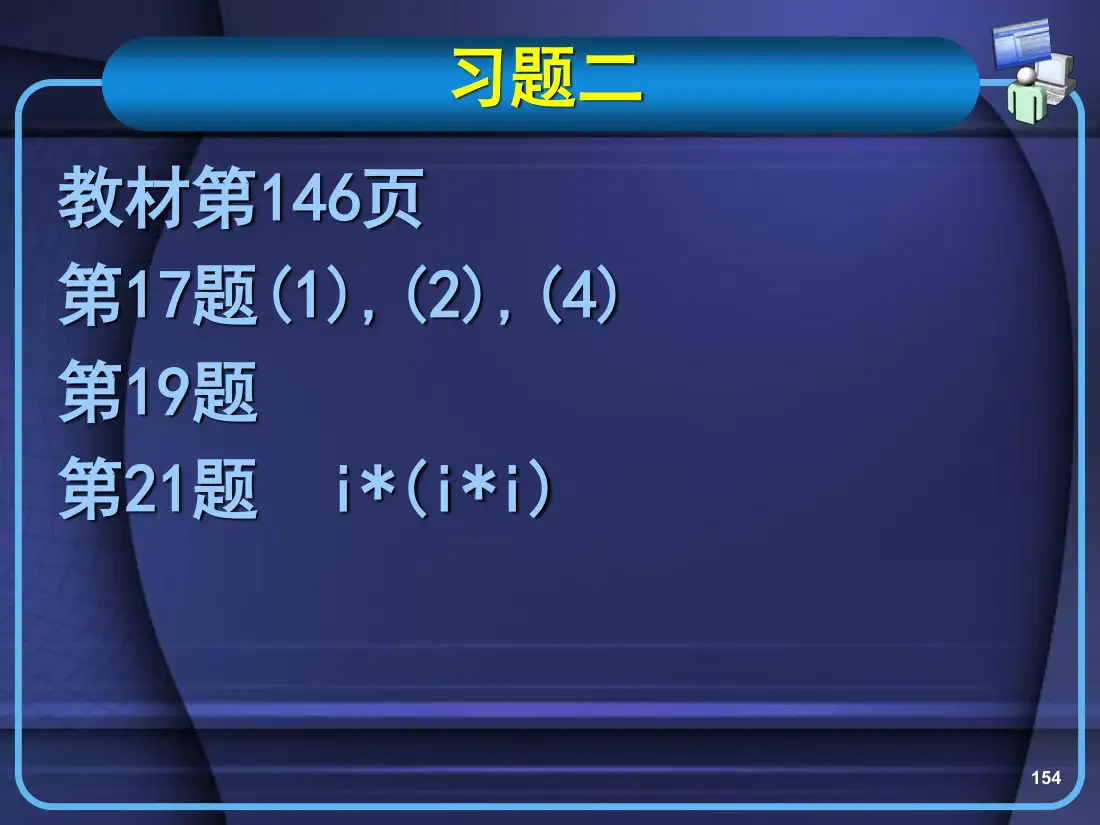 习题二
教材第146页
第17题(1),(2),(4)
第19题
第21题  i*(i*i)
154